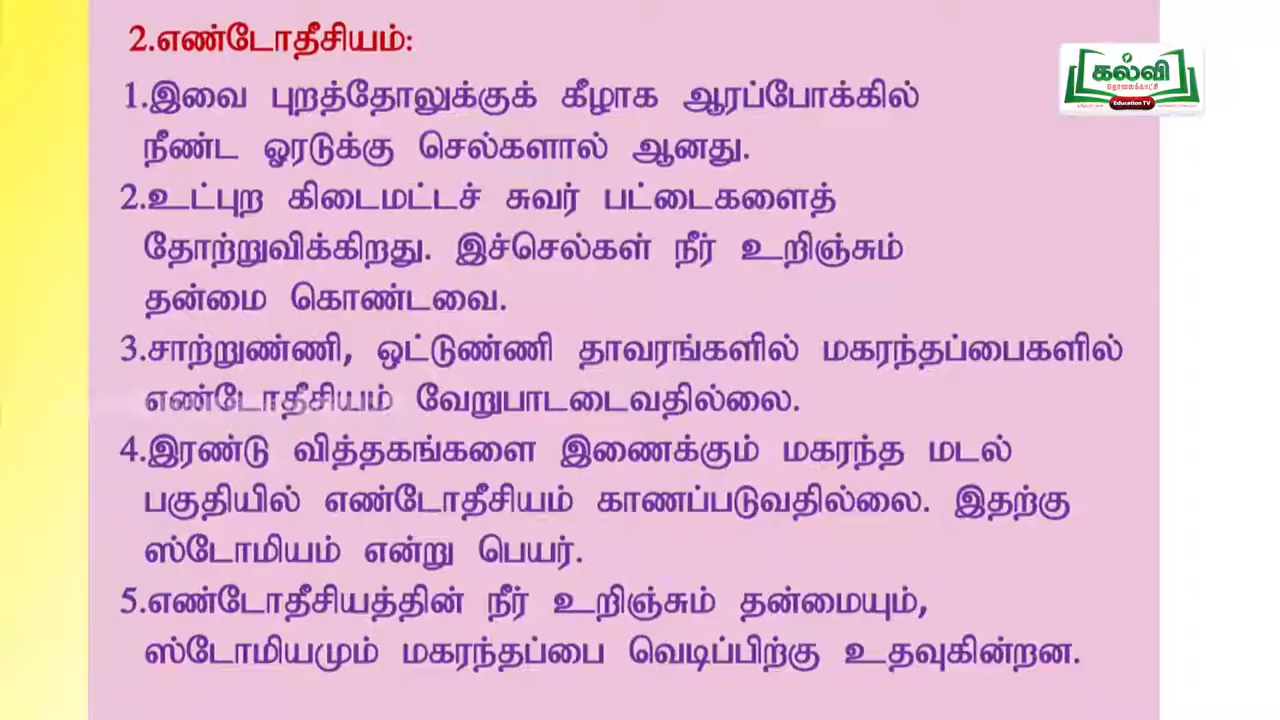 2.எண்டோதீசியம்:
கல்வி
தொலைக்காட்சி
Education TV
1.இவை புறத்தோலுக்குக் கீழாக ஆரப்போக்கில்
நீண்ட ஓரடுக்கு செல்களால் ஆனது.
2.உட்புற கிடைமட்டச் சுவர் பட்டைகளைத்
தோற்றுவிக்கிறது. இச்செல்கள் நீர் உறிஞ்சும்
தன்மை கொண்டவை.
3.சாற்றுண்ணி, ஒட்டுண்ணி தாவரங்களில் மகரந்தப்பைகளில்
எண்டோதீசியம் வேறுபாடடைவதில்லை.
4.இரண்டு வித்தகங்களை இணைக்கும் மகரந்த மடல்
பகுதியில் எண்டோதீசியம் காணப்படுவதில்லை. இதற்கு
ஸ்டோமியம் என்று பெயர்.
5.எண்டோதீசியத்தின் நீர் உறிஞ்சும் தன்மையும்,
ஸ்டோமியமும் மகரந்தப்பை வெடிப்பிற்கு உதவுகின்றன.